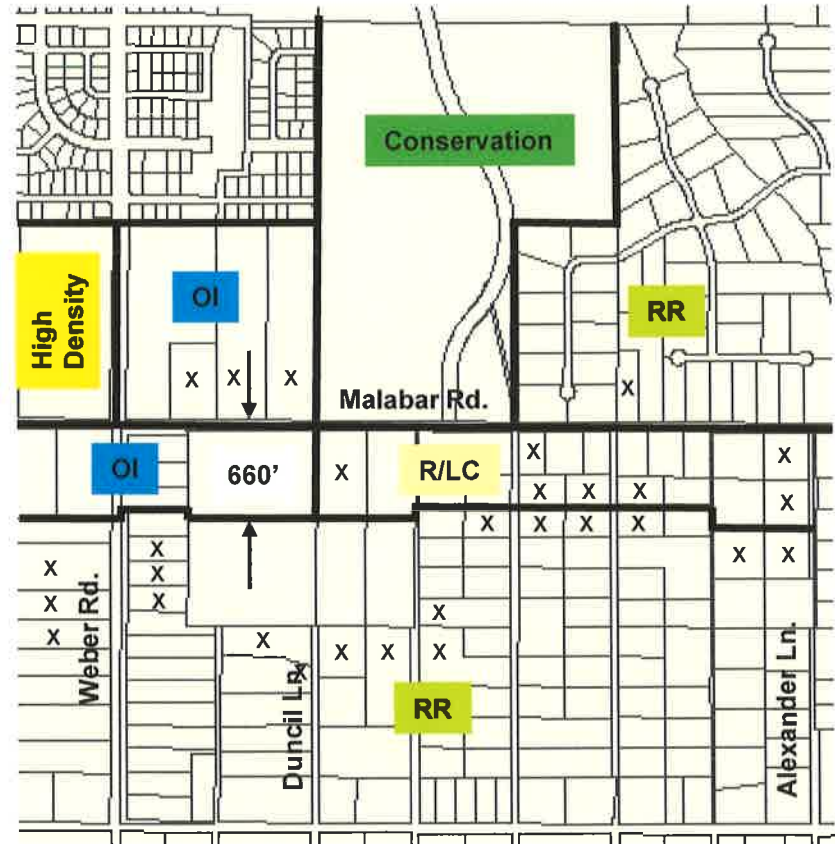 Conservation
OI
High
Density
RR
X X X
X
Malabar Rd.
OI
660'
X
R/LC
X
X
X X X
X
X X X X
X
X
X
X
X
X
X
X
X
X
X X X
Weber Rd.
Duncil Ln.
X
RR
Alexander Ln.